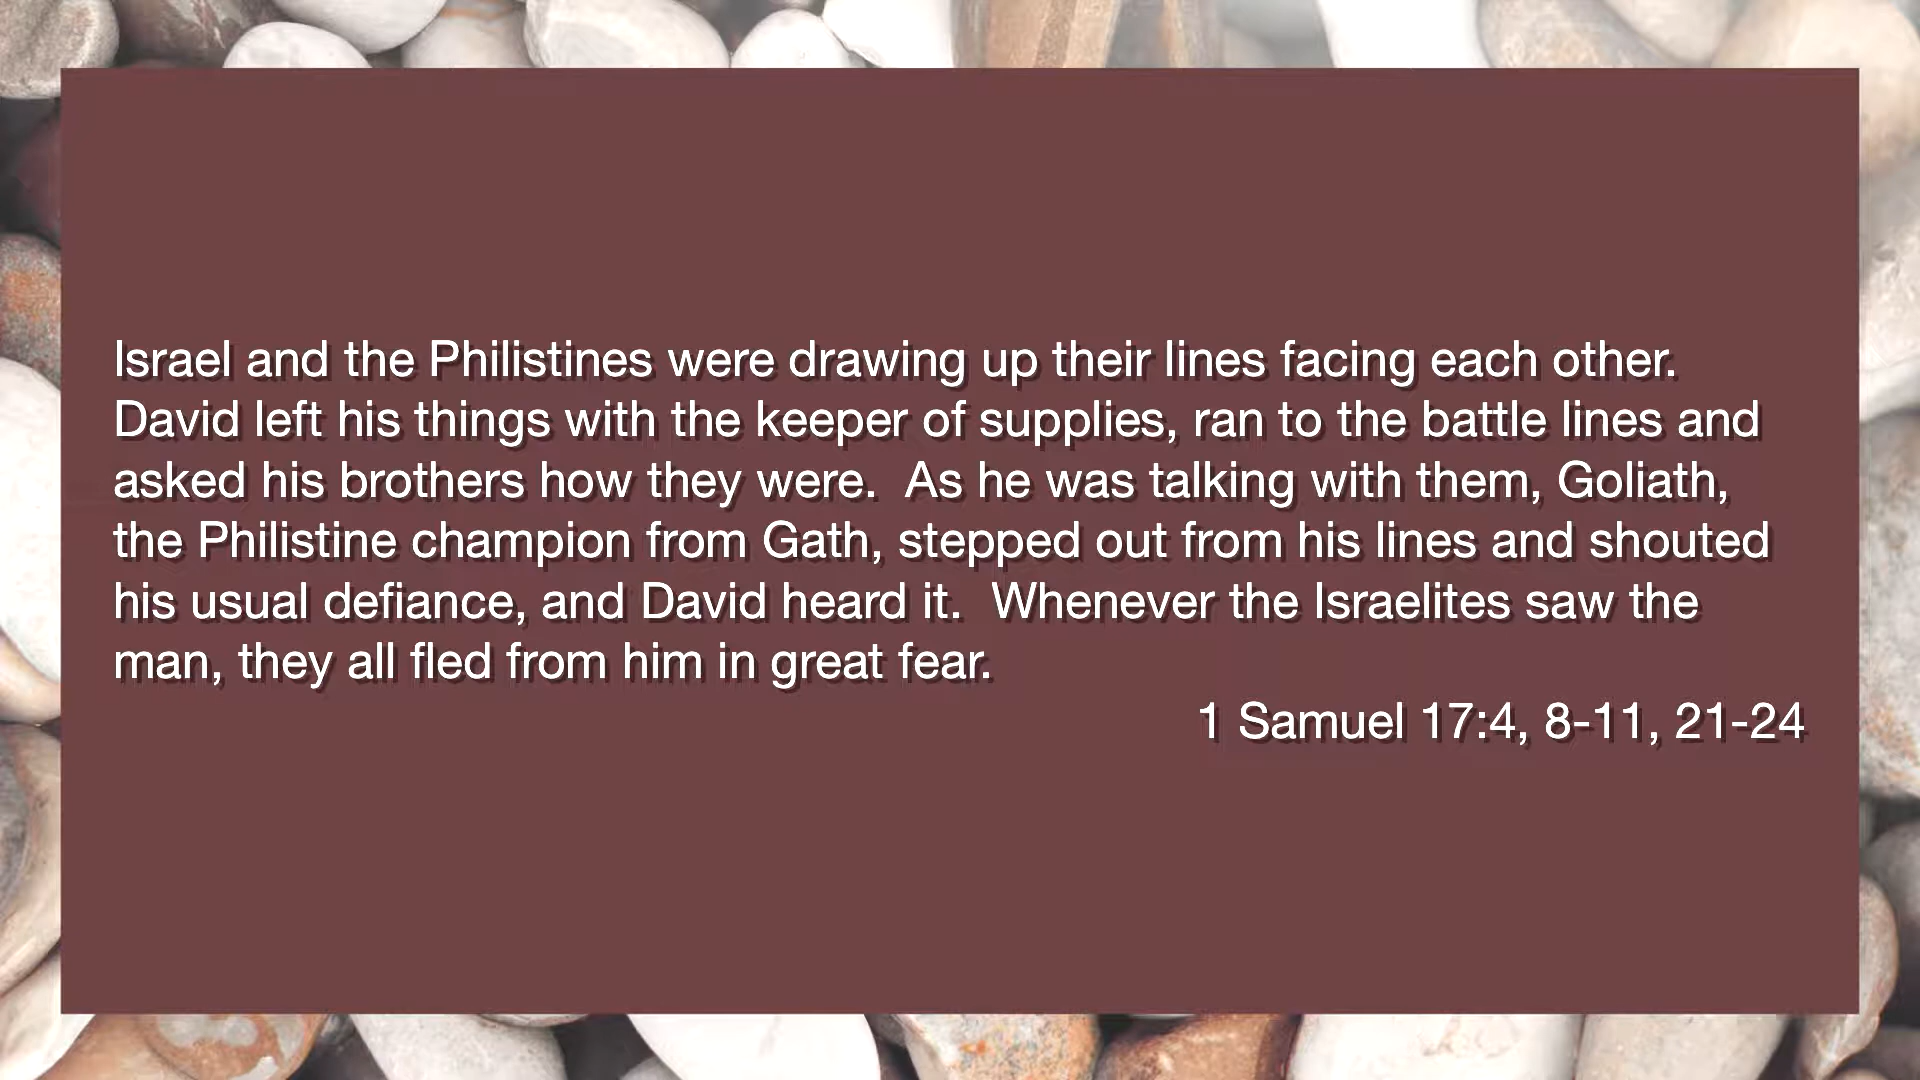 Israel and the Philistines were drawing up their lines facing each other.
David left his things with the keeper of supplies, ran to the battle lines and
asked his brothers how they were.  As he was talking with them, Goliath,
the Philistine champion from Gath, stepped out from his lines and shouted
his usual defiance, and David heard it.  Whenever the Israelites saw the
man, they all fled from him in great fear.
1 Samuel 17:4, 8-11, 21-24